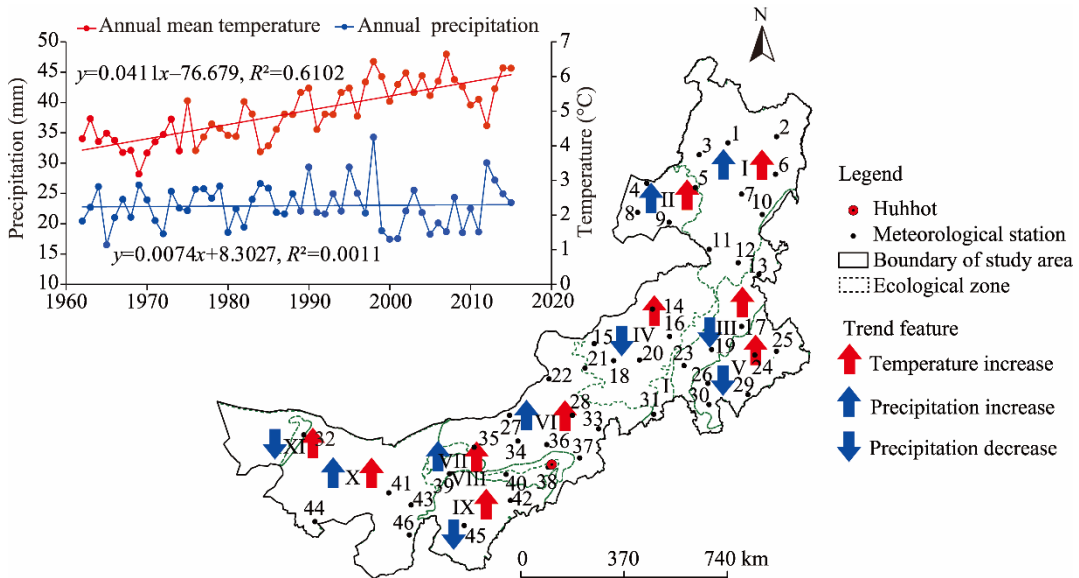 Annual mean temperature Annual precipitation
N
50
45
40
35
30
25
20
15
10
Precipitation (mm)
7
6
5
4
3
2
1
0
Temperature (°C)
y=0.0411x–76.679, R²=0.6102
y=0.0074x+8.3027, R²=0.0011
1960 1970 1980 1990 2000 2010 2020
1
2
3
I
6
4
5
II
7
10
8
9
11
12
13
14
15
IV
16
III
17
19
21
18
20
23
24
25
V
22
I
26
29
30
28
31
27
VI
33
32
XI
35
34
36
37
VII
X
39
VIII
40
38
41
43
IX
42
44
46
45
Legend
Huhhot
Meteorological station
Boundary of study area
Ecological zone
Trend feature
Temperature increase
Precipitation increase
Precipitation decrease
0 370 740 km